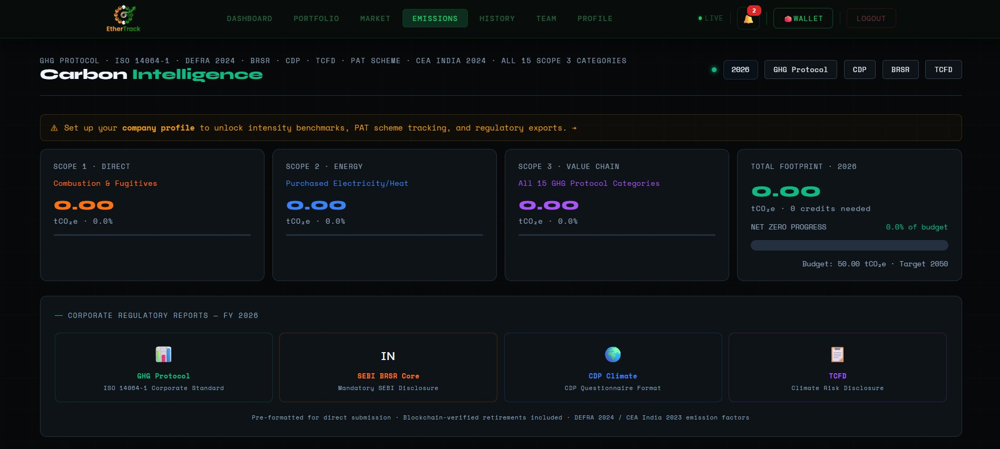 EtherTrack
DASHBOARD PORTFOLIO MARKET EMISSIONS HISTORY TEAM PROFILE LIVE 2 WALLET LOGOUT
GHG PROTOCOL · ISO 14064-1 · DEFRA 2024 · BRSR · CDP · TCFD · PAT SCHEME · CEA INDIA 2024 · ALL 15 SCOPE 3 CATEGORIES
Carbon Intelligence
2026 GHG Protocol CDP BRSR TCFD
⚠ Set up your company profile to unlock intensity benchmarks, PAT scheme tracking, and regulatory exports. →
SCOPE 1 · DIRECT
Combustion & Fugitives
0.00
tCO₂e · 0.0%
SCOPE 2 · ENERGY
Purchased Electricity/Heat
0.00
tCO₂e · 0.0%
SCOPE 3 · VALUE CHAIN
All 15 GHG Protocol Categories
0.00
tCO₂e · 0.0%
TOTAL FOOTPRINT · 2026
0.00
tCO₂e · 0 credits needed
NET ZERO PROGRESS 0.0% of budget
Budget: 50.00 tCO₂e · Target 2050
— CORPORATE REGULATORY REPORTS — FY 2026
GHG Protocol
ISO 14064-1 Corporate Standard
IN
SEBI BRSR Core
Mandatory SEBI Disclosure
CDP Climate
CDP Questionnaire Format
TCFD
Climate Risk Disclosure
Pre-formatted for direct submission · Blockchain-verified retirements included · DEFRA 2024 / CEA India 2023 emission factors